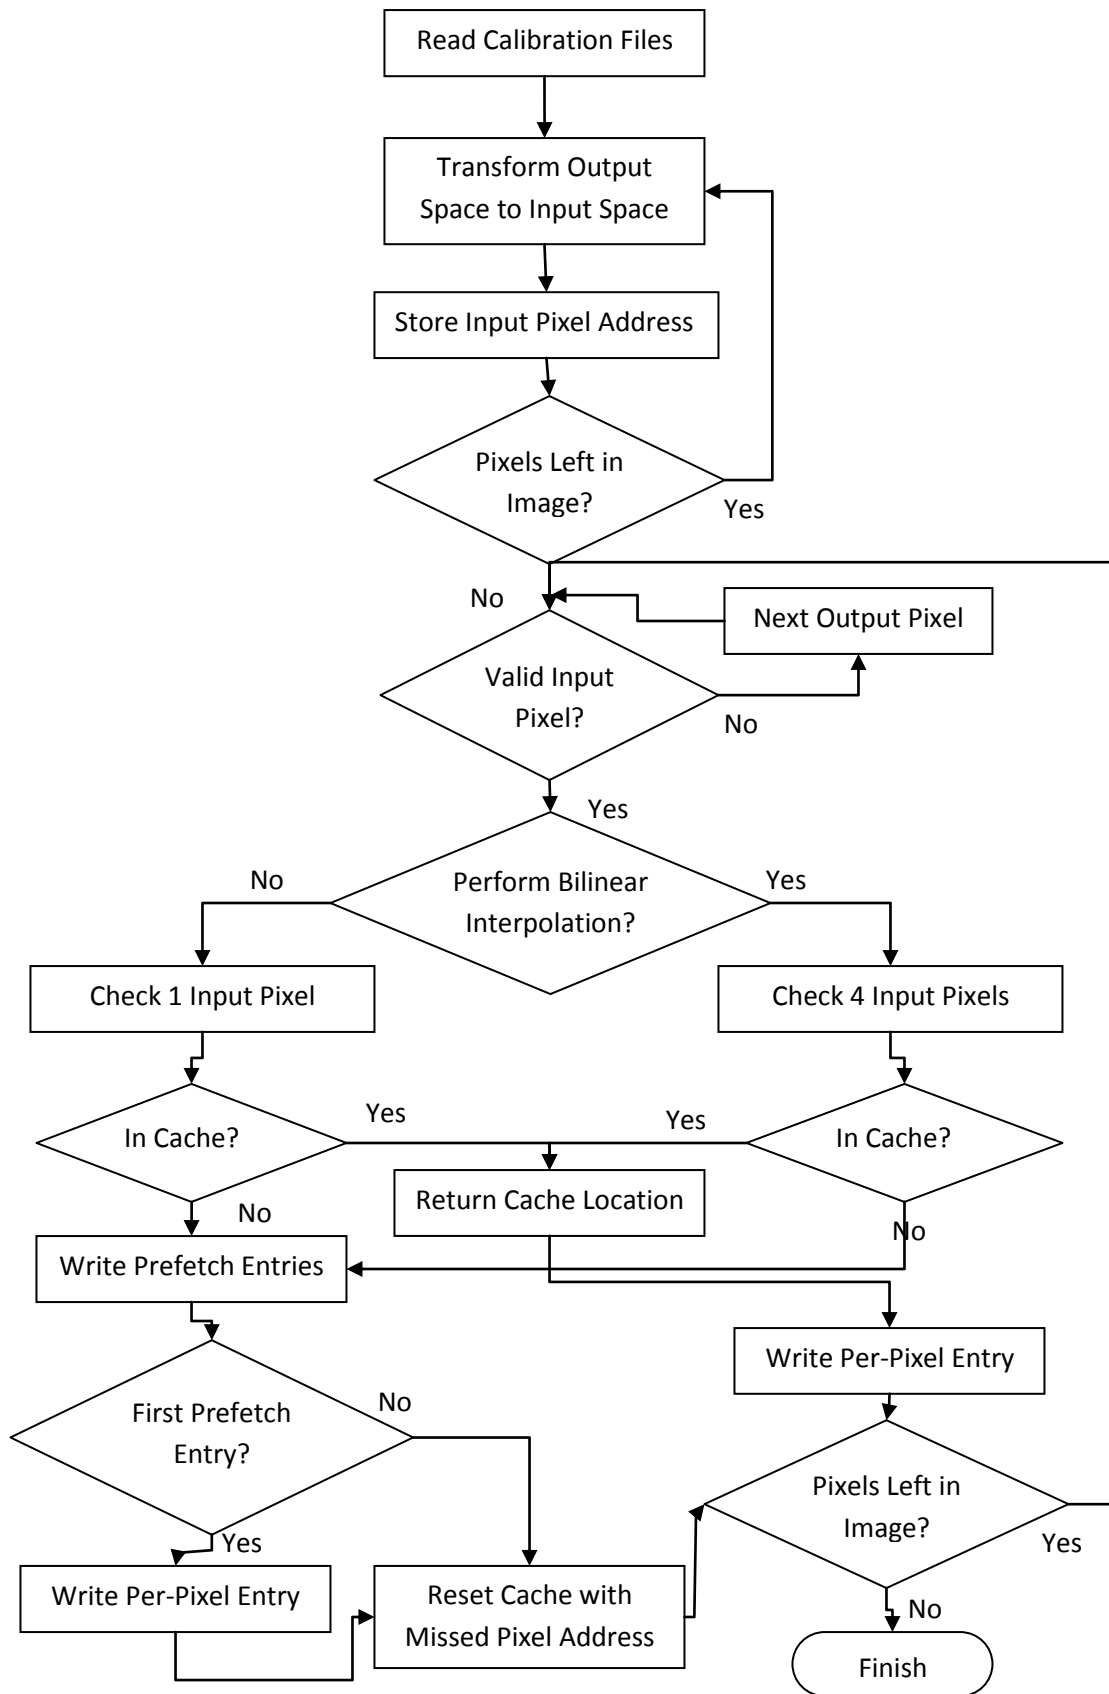 Read Calibration Files
Transform Output
Space to Input Space
Store Input Pixel Address
Pixels Left in
Image?
Yes
No
Next Output Pixel
Valid Input
Pixel?
No
Yes
No
Perform Bilinear
Interpolation?
Yes
Check 1 Input Pixel
Check 4 Input Pixels
In Cache?
Yes
Yes
In Cache?
Return Cache Location
No
No
Write Prefetch Entries
Write Per-Pixel Entry
First Prefetch
Entry?
No
Pixels Left in
Image?
Yes
Yes
Write Per-Pixel Entry
Reset Cache with
Missed Pixel Address
No
Finish